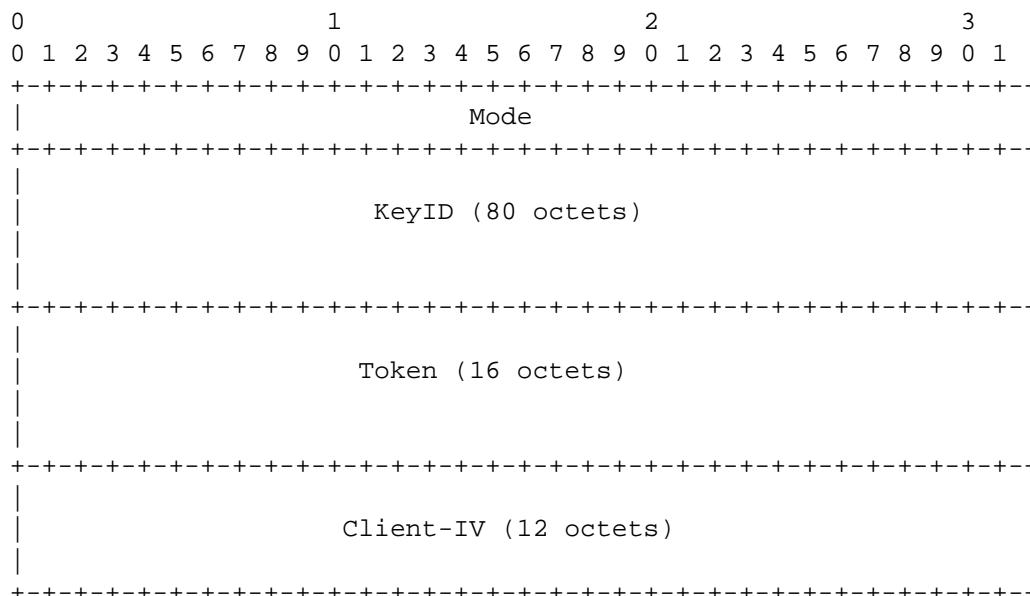 0                   1                   2                   3
0 1 2 3 4 5 6 7 8 9 0 1 2 3 4 5 6 7 8 9 0 1 2 3 4 5 6 7 8 9 0 1
+-+-+-+-+-+-+-+-+-+-+-+-+-+-+-+-+-+-+-+-+-+-+-+-+-+-+-+-+-+-+-+--
|                            Mode
+-+-+-+-+-+-+-+-+-+-+-+-+-+-+-+-+-+-+-+-+-+-+-+-+-+-+-+-+-+-+-+--
|
|                      KeyID (80 octets)
|
|
+-+-+-+-+-+-+-+-+-+-+-+-+-+-+-+-+-+-+-+-+-+-+-+-+-+-+-+-+-+-+-+--
|
|                     Token (16 octets)
|
|
+-+-+-+-+-+-+-+-+-+-+-+-+-+-+-+-+-+-+-+-+-+-+-+-+-+-+-+-+-+-+-+--
|
|                    Client-IV (12 octets)
|
+-+-+-+-+-+-+-+-+-+-+-+-+-+-+-+-+-+-+-+-+-+-+-+-+-+-+-+-+-+-+-+--